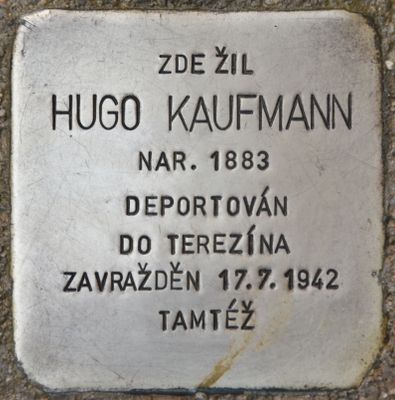 ZDE ŽIL
HUGO KAUFMANN
NAR. 1883
DEPORTOVÁN
DO TEREZÍNA
ZAVRAŽDĚN 17.7.1942
TAMTÉŽ